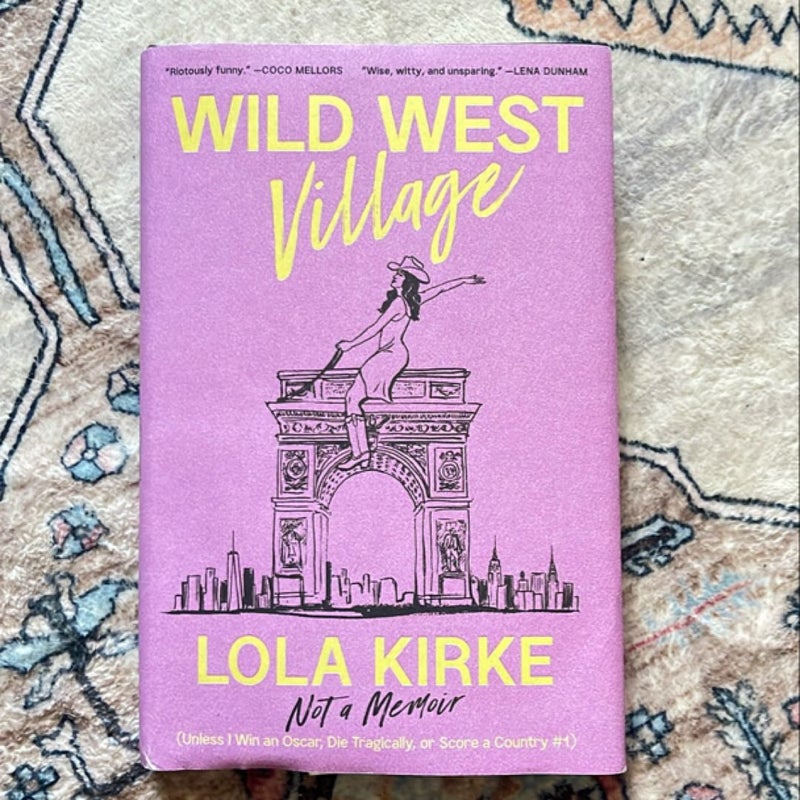 "Riotously funny." —COCO MELLORS "Wise, witty, and unsparing." —LENA DUNHAM
WILD WEST
Village
LOLA KIRKE
Not a Memoir
(Unless I Win an Oscar, Die Tragically, or Score a Country #1)